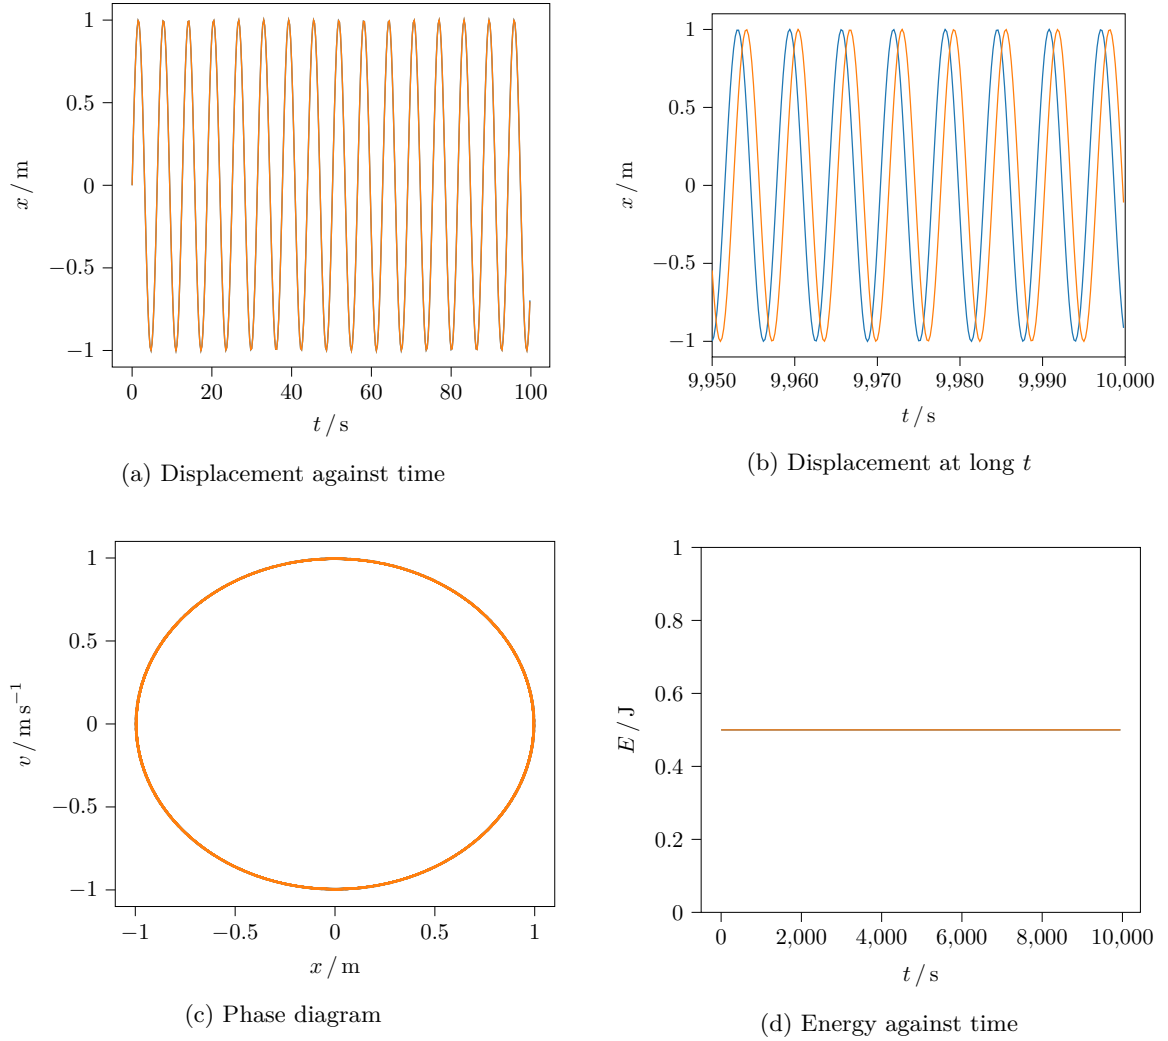 1
0.5
0
−0.5
−1
x / m
0 20 40 60 80 100
t / s
(a) Displacement against time
1
0.5
0
−0.5
−1
x / m
9,950 9,960 9,970 9,980 9,990 10,000
t / s
(b) Displacement at long t
1
0.5
0
−0.5
−1
v / m s⁻¹
−1 −0.5 0 0.5 1
x / m
(c) Phase diagram
1
0.8
0.6
0.4
0.2
0
E / J
0 2,000 4,000 6,000 8,000 10,000
t / s
(d) Energy against time